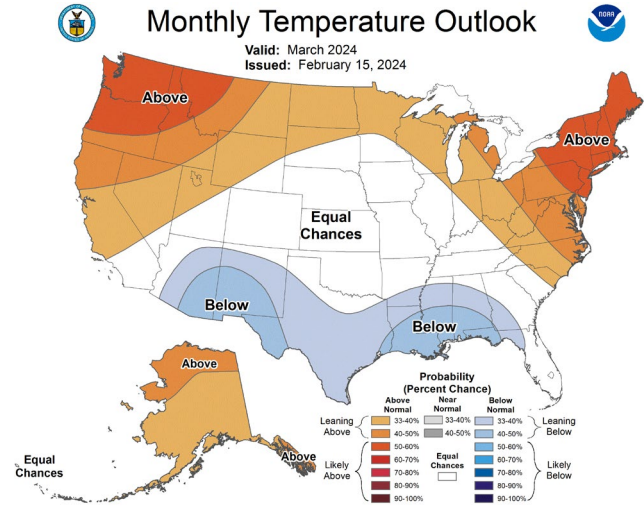 Monthly Temperature Outlook
NOAA
Valid: March 2024
Issued: February 15, 2024
Above
Above
Equal
Chances
Below
Below
Above
Above
Equal
Chances
Probability
(Percent Chance)
Above
Normal
Near
Normal
Below
Normal
Leaning
Above
33-40%
33-40%
33-40%
Leaning
Below
40-50%
40-50%
40-50%
Likely
Above
50-60%
50-60%
Likely
Below
60-70%
60-70%
70-80%
70-80%
80-90%
80-90%
90-100%
90-100%
Equal
Chances